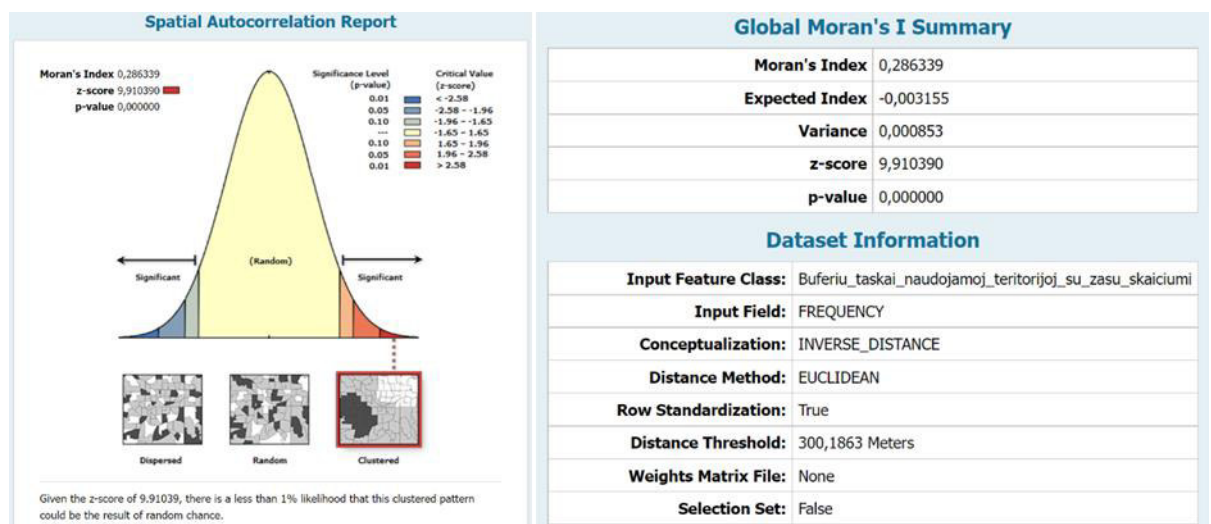 Spatial Autocorrelation Report
Moran's Index 0,286339
z-score 9,910390
p-value 0,000000
Significance Level (p-value) Critical Value (z-score)
0.01 < -2.58
0.05 -2.58 – -1.96
0.10 -1.96 – -1.65
--- -1.65 – 1.65
0.10 1.65 – 1.96
0.05 1.96 – 2.58
0.01 > 2.58
Significant
(Random)
Significant
Dispersed
Random
Clustered
Given the z-score of 9.91039, there is a less than 1% likelihood that this clustered pattern
could be the result of random chance.
Global Moran's I Summary
Moran's Index 0,286339
Expected Index -0,003155
Variance 0,000853
z-score 9,910390
p-value 0,000000
Dataset Information
Input Feature Class: Buferiu_taskai_naudojamoj_teritorijoj_su_zasu_skaiciumi
Input Field: FREQUENCY
Conceptualization: INVERSE_DISTANCE
Distance Method: EUCLIDEAN
Row Standardization: True
Distance Threshold: 300,1863 Meters
Weights Matrix File: None
Selection Set: False